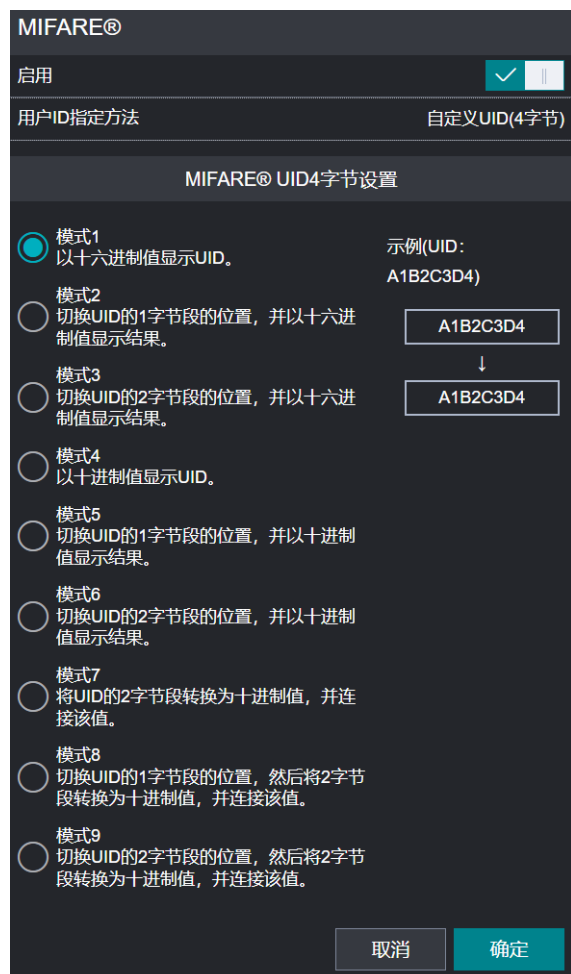 MIFARE®
启用
用户ID指定方法
自定义UID(4字节)
MIFARE® UID4字节设置
模式1
以十六进制值显示UID。
模式2
切换UID的1字节段的位置，并以十六进
制值显示结果。
模式3
切换UID的2字节段的位置，并以十六进
制值显示结果。
模式4
以十进制值显示UID。
模式5
切换UID的1字节段的位置，并以十进制
值显示结果。
模式6
切换UID的2字节段的位置，并以十进制
值显示结果。
模式7
将UID的2字节段转换为十进制值，并连
接该值。
模式8
切换UID的1字节段的位置，然后将2字节
段转换为十进制值，并连接该值。
模式9
切换UID的2字节段的位置，然后将2字节
段转换为十进制值，并连接该值。
示例(UID：
A1B2C3D4)
A1B2C3D4
↓
A1B2C3D4
取消
确定